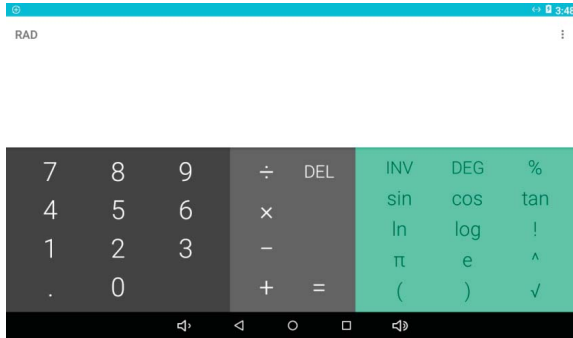 3:48
RAD
7 8 9 ÷ DEL INV DEG %
4 5 6 × sin cos tan
1 2 3 − ln log !
. 0 + = π e ^
( ) √